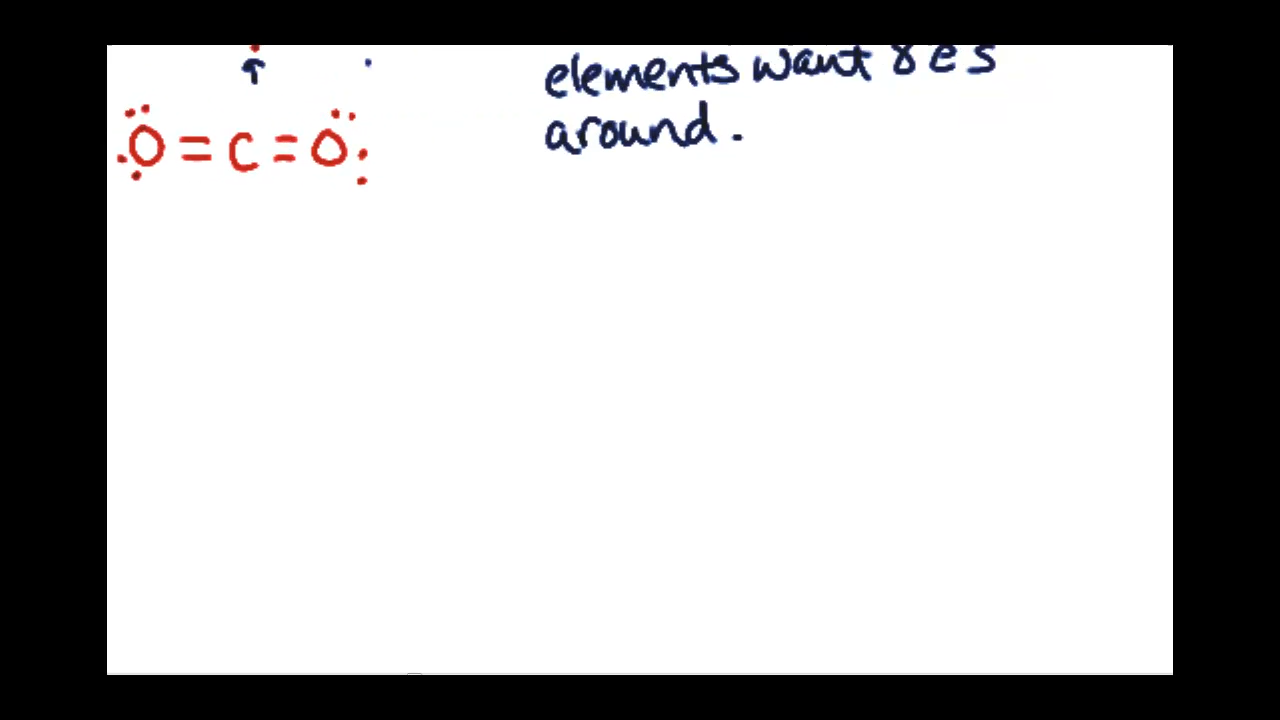 elements want 8 e s
around.
O = C = O